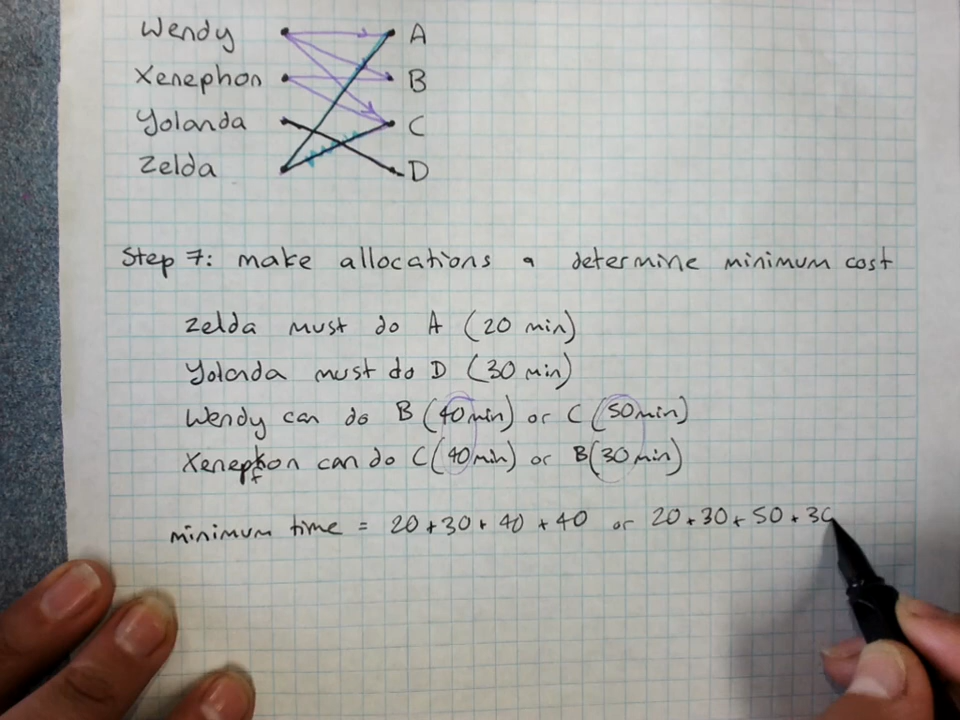 Wendy A
Xenephon B
Yolanda C
Zelda D
Step 7: make allocations & determine minimum cost
Zelda must do A (20 min)
Yolanda must do D (30 min)
Wendy can do B (40 min) or C (50 min)
Xenephon can do C (40 min) or B (30 min)
minimum time = 20 + 30 + 40 + 40 or 20 + 30 + 50 + 30